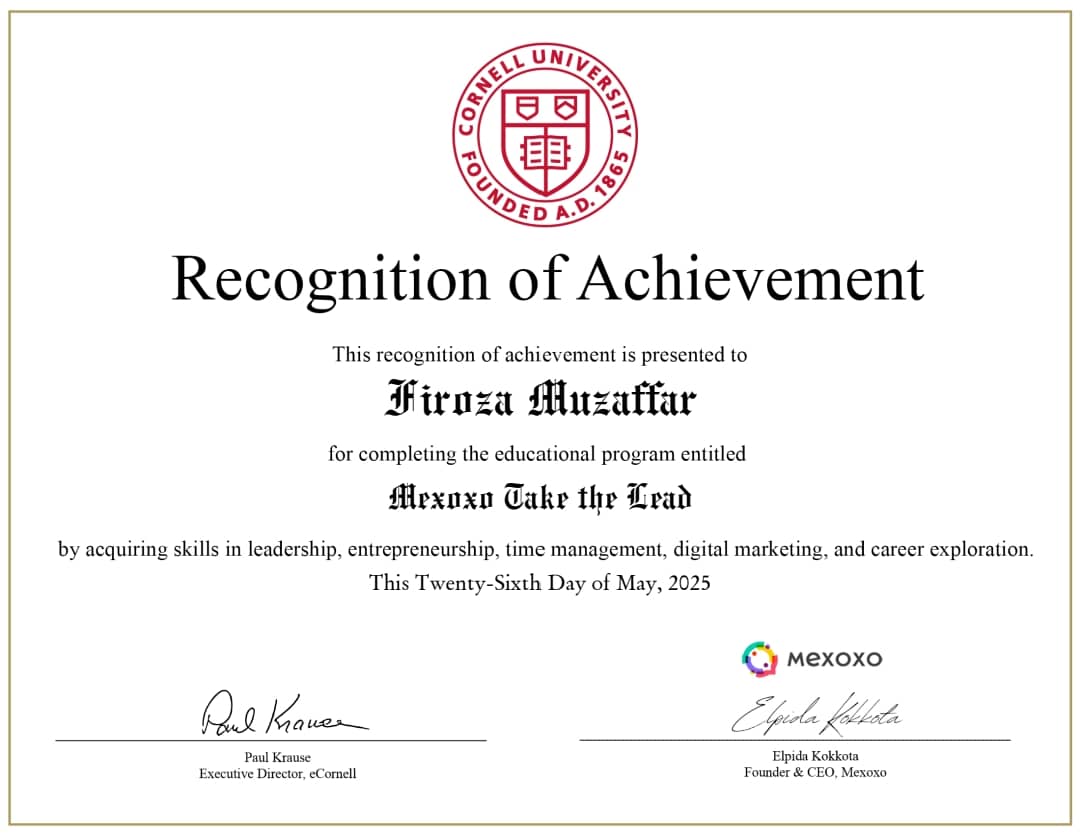 CORNELL UNIVERSITY
FOUNDED A.D. 1865
Recognition of Achievement
This recognition of achievement is presented to
Firoza Muzaffar
for completing the educational program entitled
Mexoxo Take the Lead
by acquiring skills in leadership, entrepreneurship, time management, digital marketing, and career exploration.
This Twenty-Sixth Day of May, 2025
mexoxo
Paul Krause
Elpida Kokkota
Paul Krause
Executive Director, eCornell
Elpida Kokkota
Founder & CEO, Mexoxo